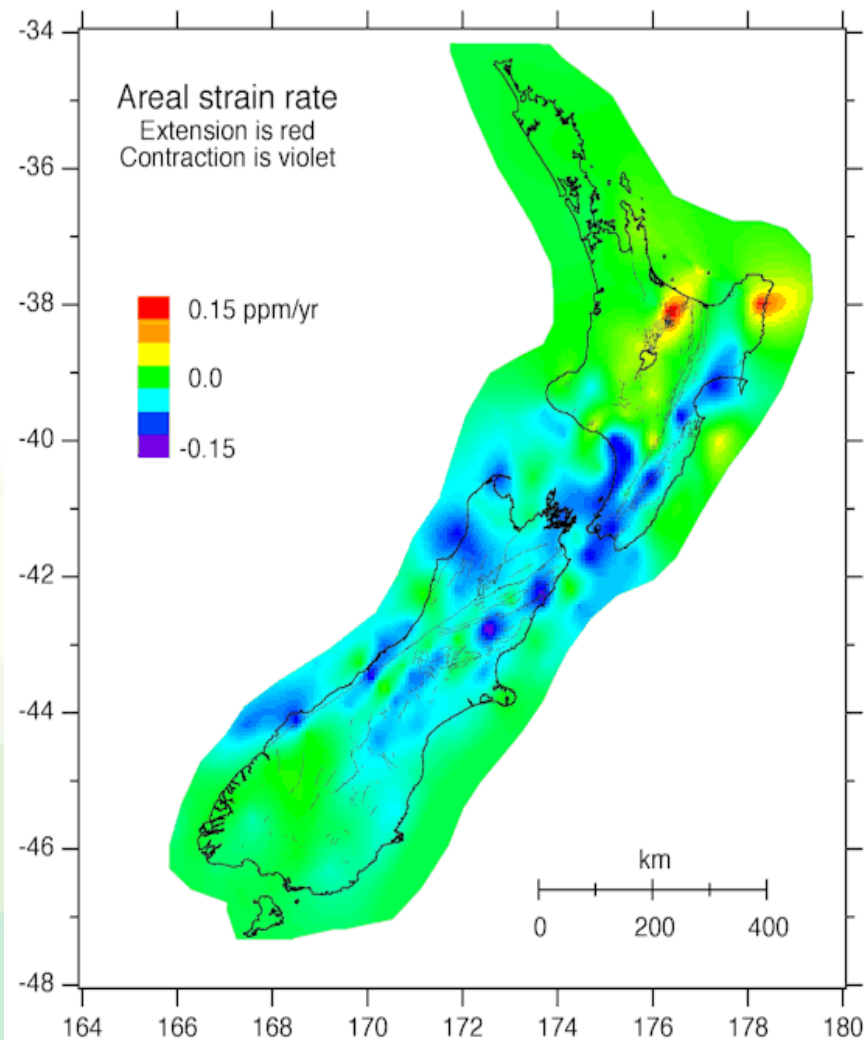 Areal strain rate
Extension is red
Contraction is violet
0.15 ppm/yr
0.0
-0.15
-34
-36
-38
-40
-42
-44
-46
-48
km
0 200 400
164 166 168 170 172 174 176 178 180